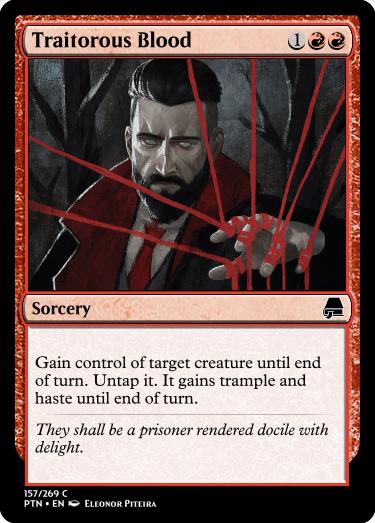 Traitorous Blood 1
Sorcery
Gain control of target creature until end
of turn. Untap it. It gains trample and
haste until end of turn.
They shall be a prisoner rendered docile with
delight.
157/269 C
PTN • EN Eleonor Piteira